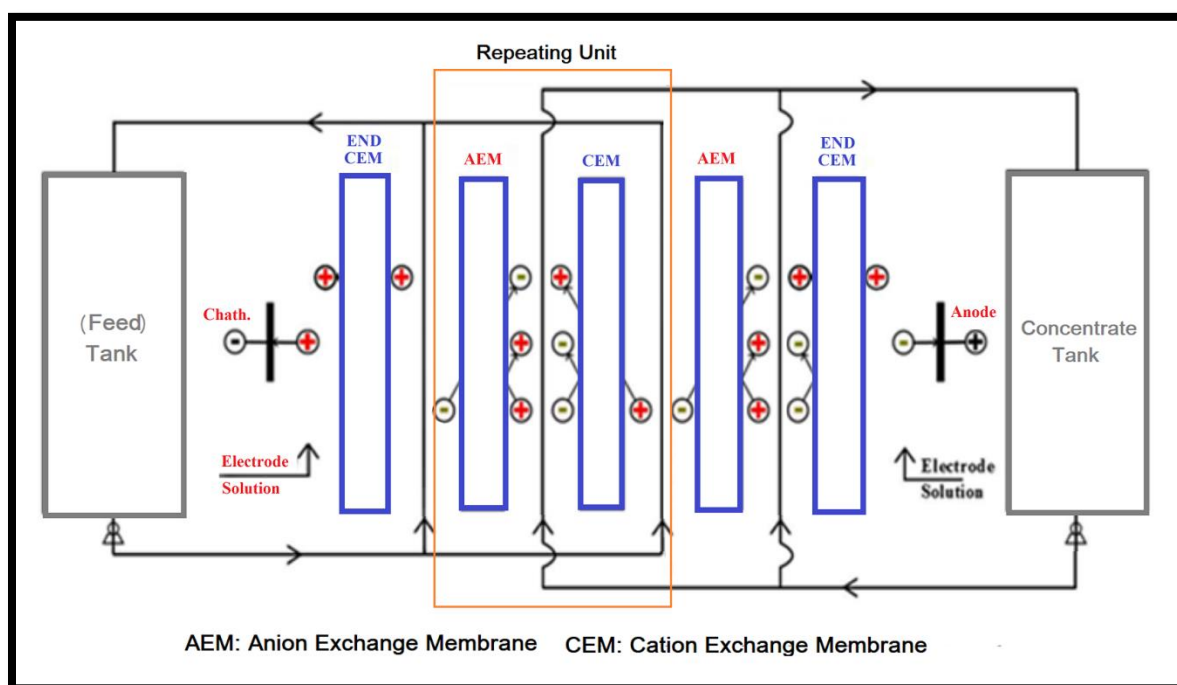 Repeating Unit
END
CEM
AEM
CEM
AEM
END
CEM
(Feed)
Tank
Chath.
Anode
Concentrate
Tank
Electrode
Solution
Electrode
Solution
AEM: Anion Exchange Membrane
CEM: Cation Exchange Membrane